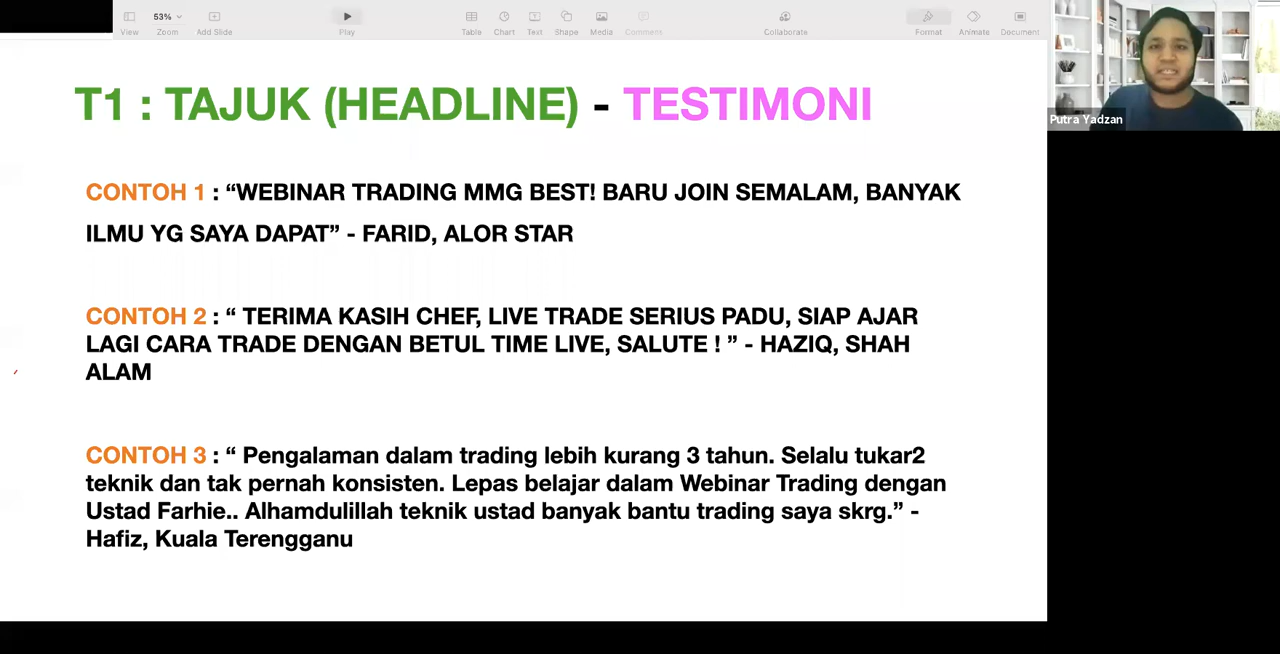 53%
View Zoom Add Slide Play Table Chart Text Shape Media Comment Collaborate Format Animate Document
T1 : TAJUK (HEADLINE) - TESTIMONI
Putra Yadzan
CONTOH 1 : “WEBINAR TRADING MMG BEST! BARU JOIN SEMALAM, BANYAK
ILMU YG SAYA DAPAT” - FARID, ALOR STAR
CONTOH 2 : “ TERIMA KASIH CHEF, LIVE TRADE SERIUS PADU, SIAP AJAR
LAGI CARA TRADE DENGAN BETUL TIME LIVE, SALUTE ! ” - HAZIQ, SHAH
ALAM
CONTOH 3 : “ Pengalaman dalam trading lebih kurang 3 tahun. Selalu tukar2
teknik dan tak pernah konsisten. Lepas belajar dalam Webinar Trading dengan
Ustad Farhie.. Alhamdulillah teknik ustad banyak bantu trading saya skrg.” -
Hafiz, Kuala Terengganu